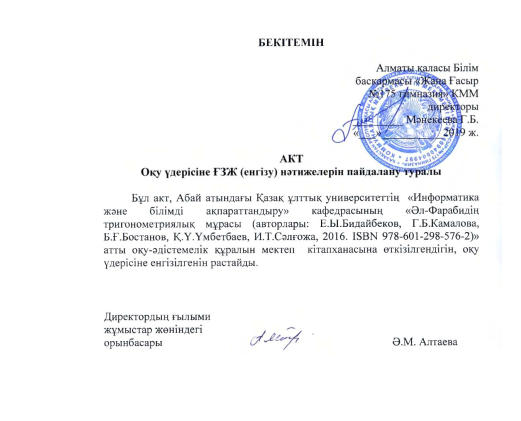 БЕКІТЕМІН
Алматы қаласы Білім
басқармасы «Жаңа Ғасыр
№175 гимназия» КММ
директоры
Мәнекеева Г.Б.
2019 ж.
АКТ
Оқу үдерісіне ҒЗЖ (енгізу) нәтижелерін пайдалану туралы
Бұл акт, Абай атындағы Қазақ ұлттық университеттің «Информатика
және білімді ақпараттандыру» кафедрасының «Әл-Фарабидің
тригонометриялық мұрасы (авторлары: Е.Ы.Бидайбеков, Г.Б.Камалова,
Б.Ғ.Бостанов, Қ.Ү.Үмбетбаев, И.Т.Сәлғожа, 2016. ISBN 978-601-298-576-2)»
атты оқу-әдістемелік құралын мектеп кітапханасына өткізілгендігін, оқу
үдерісіне енгізілгенін растайды.
Директордың ғылыми
жұмыстар жөніндегі
орынбасары
Ә.М. Алтаева